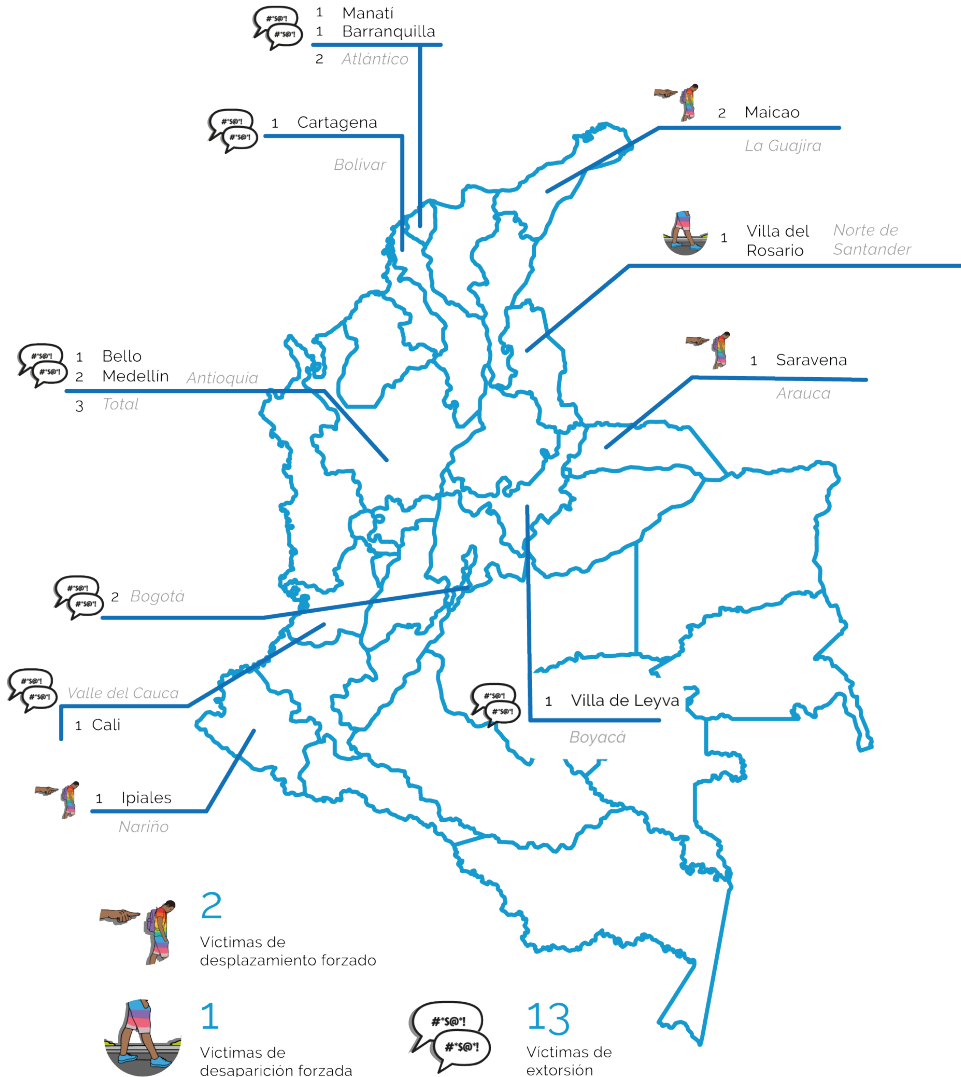 #*$@*!
#*$@*!
1 Manatí
1 Barranquilla
2 Atlántico
#*$@*!
#*$@*!
1 Cartagena
Bolívar
2 Maicao
La Guajira
1 Villa del Rosario
Norte de Santander
#*$@*!
#*$@*!
1 Bello
2 Medellín Antioquia
3 Total
1 Saravena
Arauca
#*$@*!
#*$@*!
2 Bogotá
#*$@*!
#*$@*!
Valle del Cauca
1 Cali
#*$@*!
#*$@*!
1 Villa de Leyva
Boyacá
1 Ipiales
Nariño
2
Víctimas de
desplazamiento forzado
1
Víctimas de
desaparición forzada
#*$@*!
#*$@*!
13
Víctimas de
extorsión